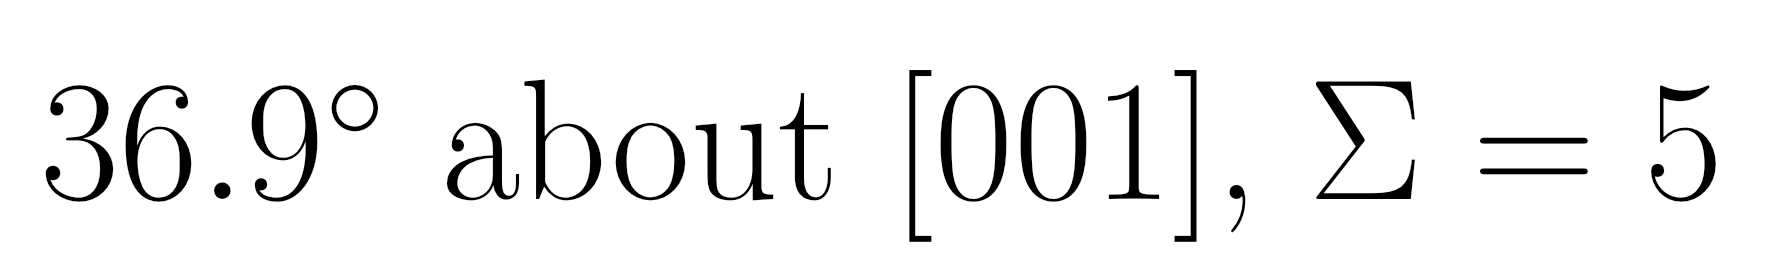 36.9° about [001], Σ = 5